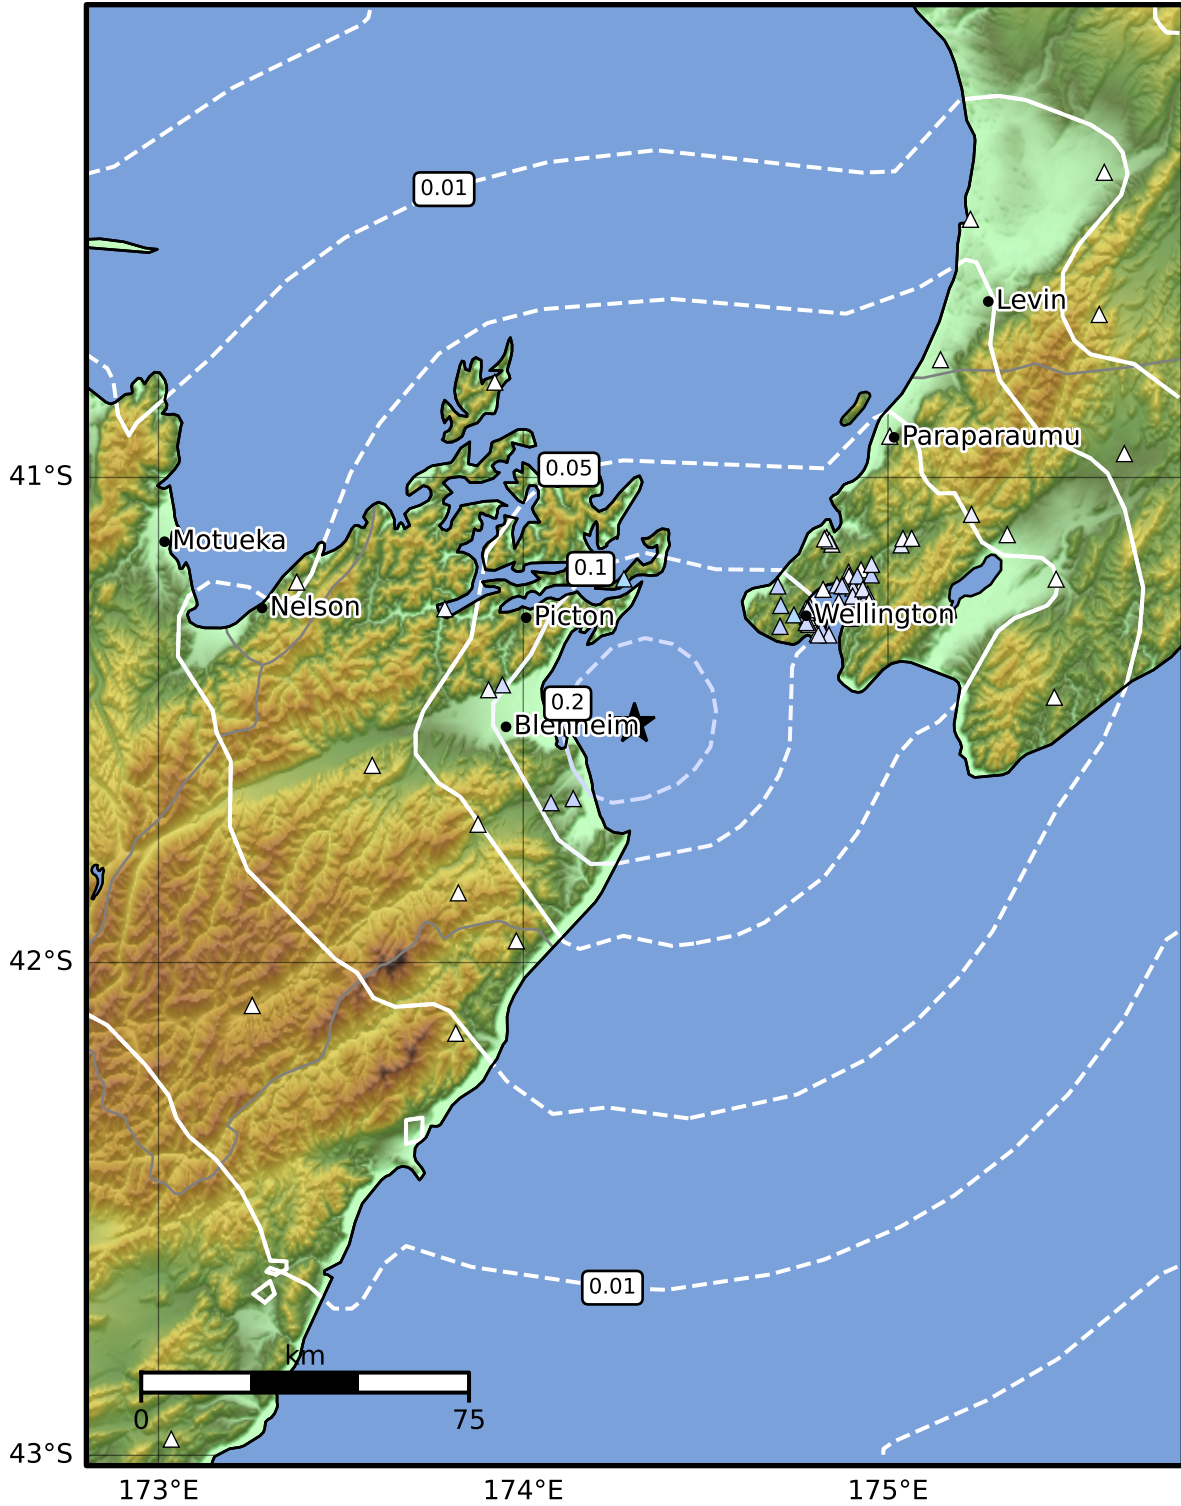 0.01
Levin
Paraparaumu
41°S
0.05
Motueka
0.1
Nelson
Picton
Wellington
0.2
Blenheim
42°S
0.01
km
0
75
43°S
173°E
174°E
175°E